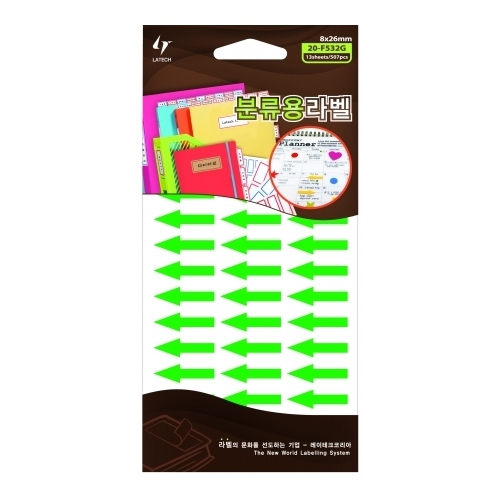 LATECH
8x26mm
20-F532G
13sheets/507pcs
분류용라벨
Planner
라벨의 문화를 선도하는 기업 - 레이테크코리아
The New World Labelling System